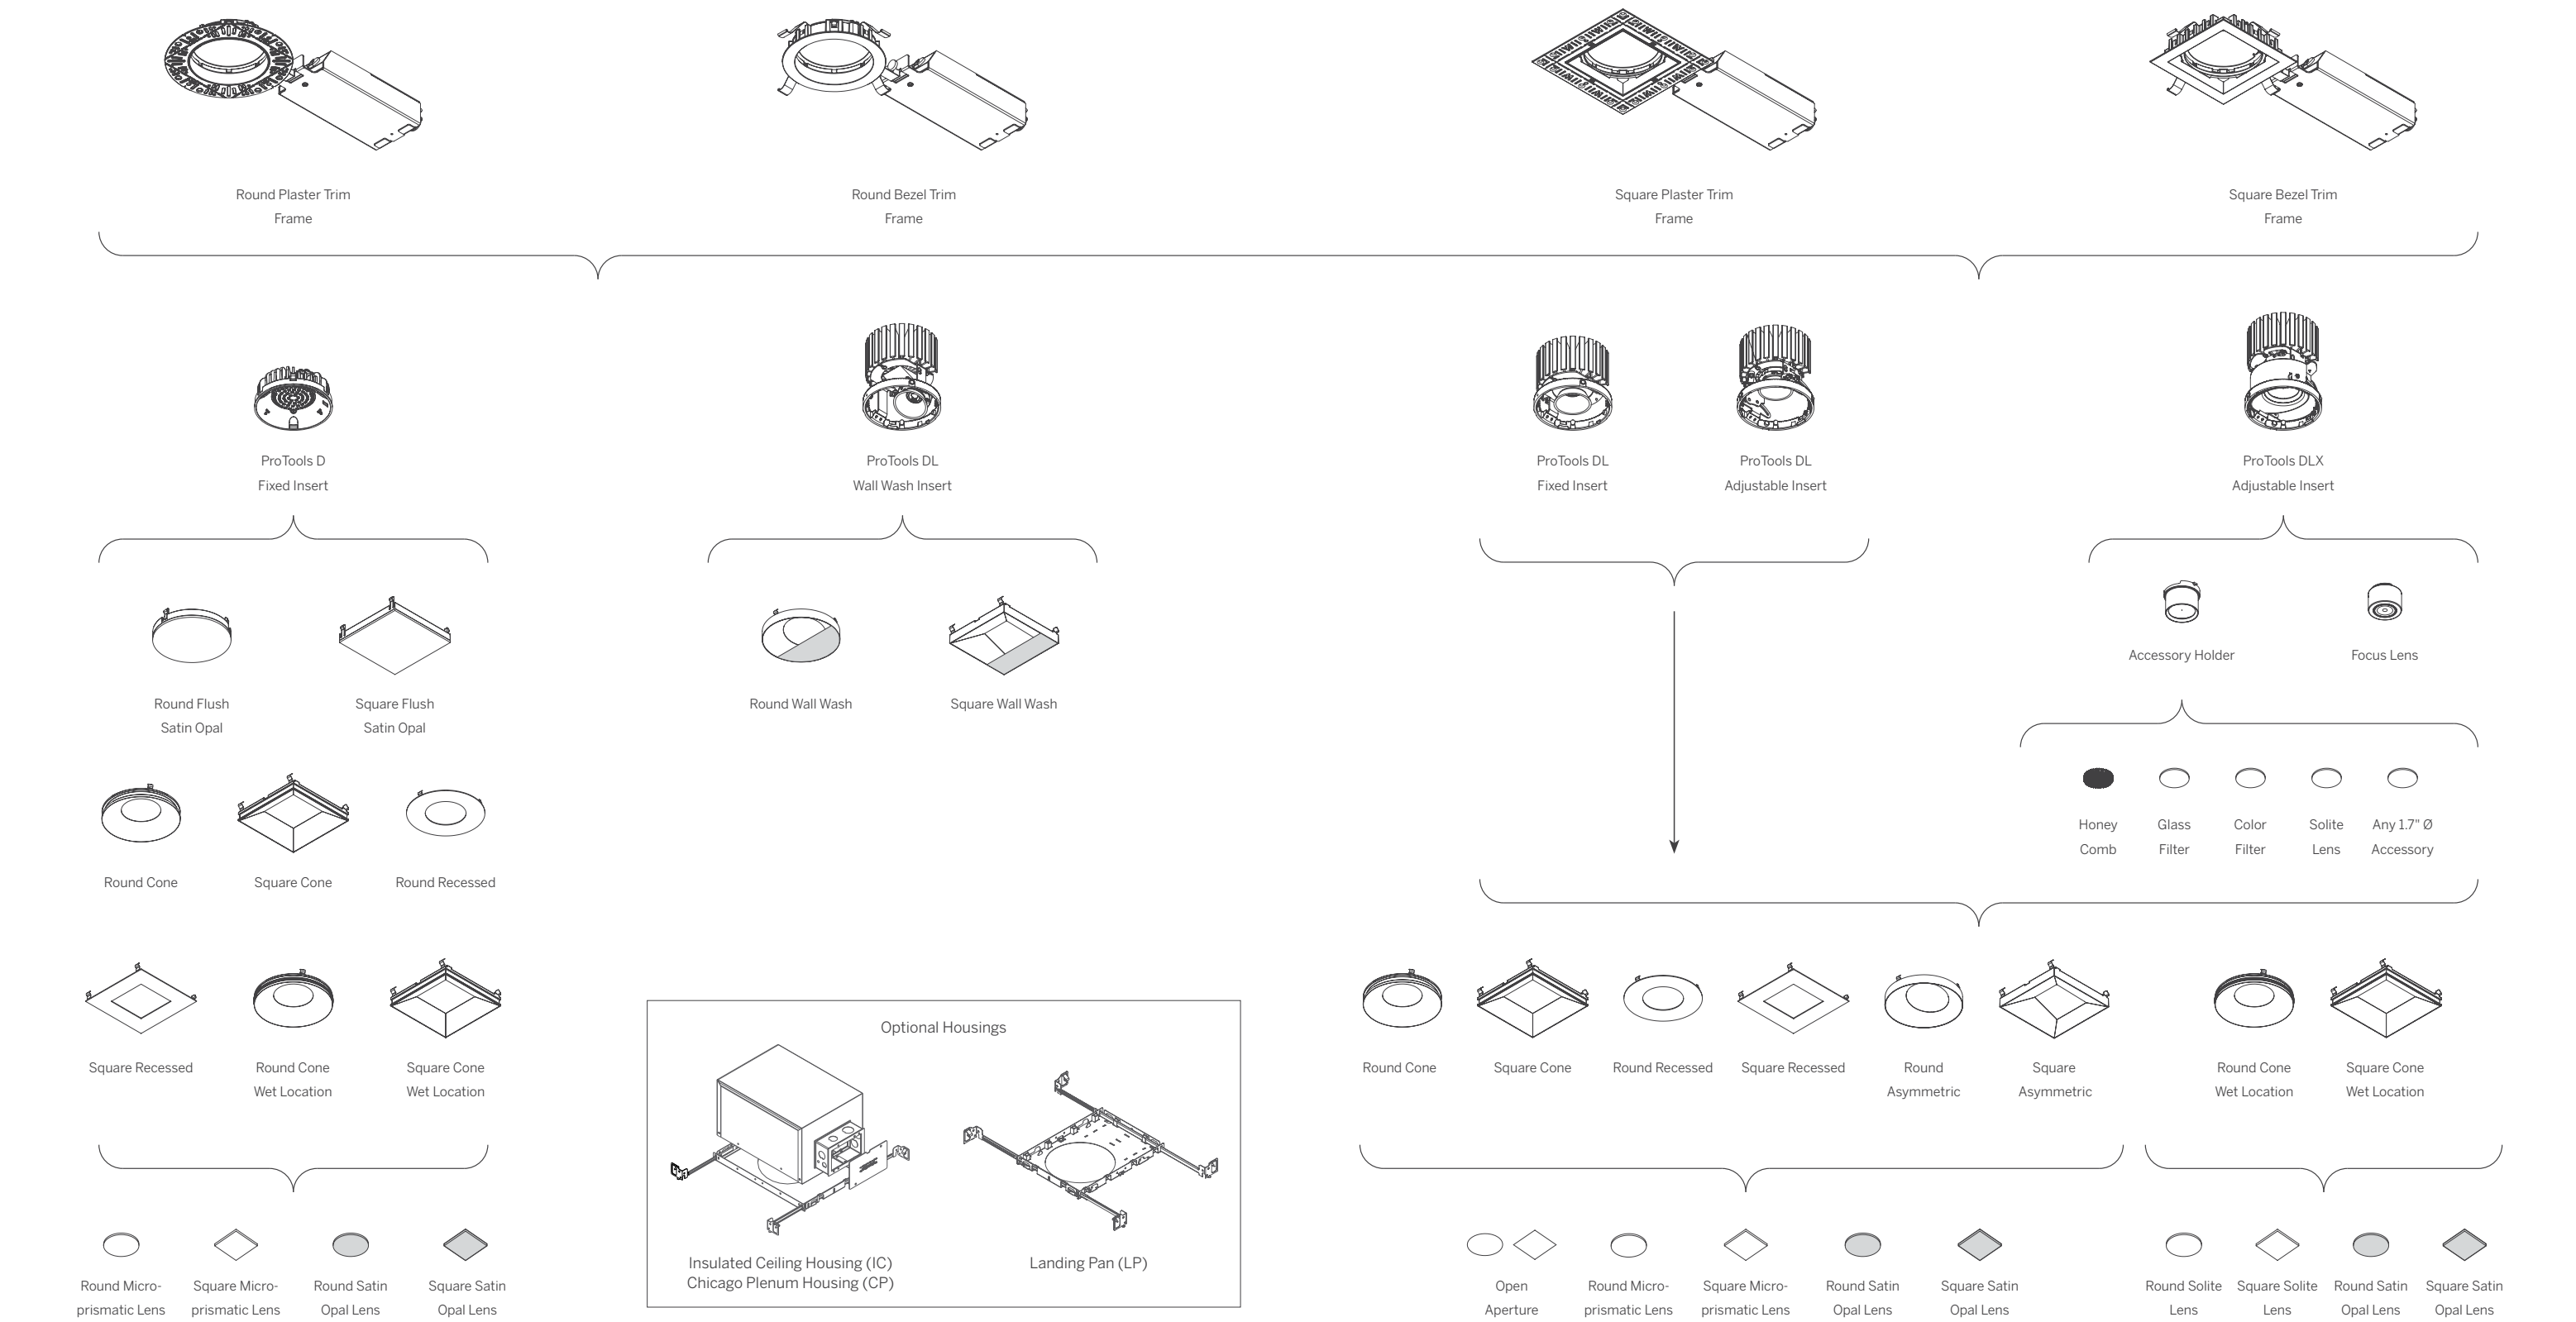 Round Plaster Trim
Frame
Round Bezel Trim
Frame
Square Plaster Trim
Frame
Square Bezel Trim
Frame
ProTools D
Fixed Insert
ProTools DL
Wall Wash Insert
ProTools DL
Fixed Insert
ProTools DL
Adjustable Insert
ProTools DLX
Adjustable Insert
Round Flush
Satin Opal
Square Flush
Satin Opal
Round Wall Wash
Square Wall Wash
Accessory Holder
Focus Lens
Honey
Comb
Glass
Filter
Color
Filter
Solite
Lens
Any 1.7" Ø
Accessory
Round Cone
Square Cone
Round Recessed
Square Recessed
Round Cone
Wet Location
Square Cone
Wet Location
Optional Housings
Insulated Ceiling Housing (IC)
Chicago Plenum Housing (CP)
Landing Pan (LP)
Round Cone
Square Cone
Round Recessed
Square Recessed
Round
Asymmetric
Square
Asymmetric
Round Cone
Wet Location
Square Cone
Wet Location
Round Micro-
prismatic Lens
Square Micro-
prismatic Lens
Round Satin
Opal Lens
Square Satin
Opal Lens
Open
Aperture
Round Micro-
prismatic Lens
Square Micro-
prismatic Lens
Round Satin
Opal Lens
Square Satin
Opal Lens
Round Solite
Lens
Square Solite
Lens
Round Satin
Opal Lens
Square Satin
Opal Lens